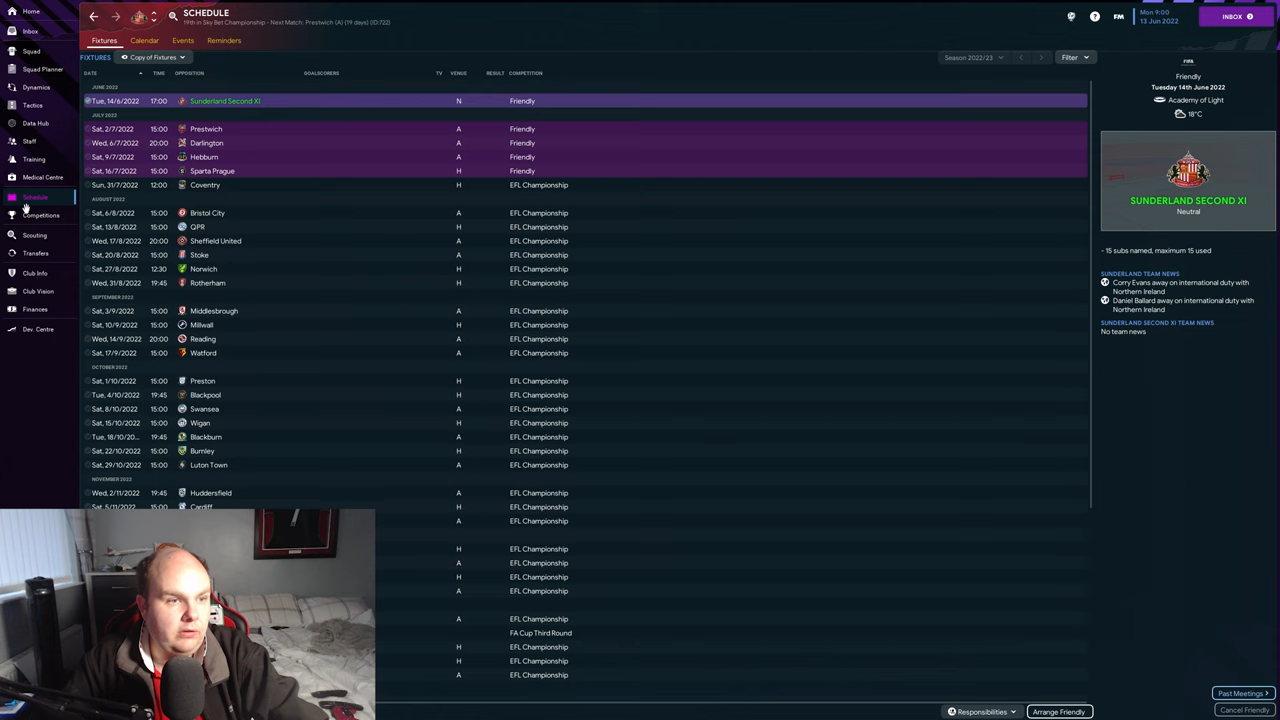 Home
SCHEDULE
19th in Sky Bet Championship - Next Match: Prestwich (A) (19 days) (ID:722)
FM
Mon 9:00
13 Jun 2022
INBOX
Inbox
Squad
Squad Planner
Dynamics
Tactics
Data Hub
Staff
Training
Medical Centre
Schedule
Competitions
Scouting
Transfers
Club Info
Club Vision
Finances
Dev. Centre
Fixtures Calendar Events Reminders
FIXTURES Copy of Fixtures Season 2022/23 Filter
DATE TIME OPPOSITION GOALSCORERS TV VENUE RESULT COMPETITION
JUNE 2022
Tue, 14/6/2022 17:00 Sunderland Second XI N Friendly
JULY 2022
Sat, 2/7/2022 15:00 Prestwich A Friendly
Wed, 6/7/2022 20:00 Darlington A Friendly
Sat, 9/7/2022 15:00 Hebburn A Friendly
Sat, 16/7/2022 15:00 Sparta Prague H Friendly
Sun, 31/7/2022 12:00 Coventry H EFL Championship
AUGUST 2022
Sat, 6/8/2022 15:00 Bristol City A EFL Championship
Sat, 13/8/2022 15:00 QPR H EFL Championship
Wed, 17/8/2022 20:00 Sheffield United A EFL Championship
Sat, 20/8/2022 15:00 Stoke A EFL Championship
Sat, 27/8/2022 12:30 Norwich H EFL Championship
Wed, 31/8/2022 19:45 Rotherham H EFL Championship
SEPTEMBER 2022
Sat, 3/9/2022 15:00 Middlesbrough A EFL Championship
Sat, 10/9/2022 15:00 Millwall H EFL Championship
Wed, 14/9/2022 20:00 Reading A EFL Championship
Sat, 17/9/2022 15:00 Watford A EFL Championship
OCTOBER 2022
Sat, 1/10/2022 15:00 Preston H EFL Championship
Tue, 4/10/2022 19:45 Blackpool H EFL Championship
Sat, 8/10/2022 15:00 Swansea A EFL Championship
Sat, 15/10/2022 15:00 Wigan H EFL Championship
Tue, 18/10/20... 19:45 Blackburn A EFL Championship
Sat, 22/10/2022 15:00 Burnley H EFL Championship
Sat, 29/10/2022 15:00 Luton Town A EFL Championship
NOVEMBER 2022
Wed, 2/11/2022 19:45 Huddersfield A EFL Championship
Sat, 5/11/2022 15:00 Cardiff H EFL Championship
A EFL Championship
H EFL Championship
A EFL Championship
H EFL Championship
H EFL Championship
A EFL Championship
FA Cup Third Round
H EFL Championship
H EFL Championship
A EFL Championship
Responsibilities Arrange Friendly
FIFA
Friendly
Tuesday 14th June 2022
Academy of Light
18°C
SUNDERLAND SECOND XI
Neutral
- 15 subs named, maximum 15 used
SUNDERLAND TEAM NEWS
Corry Evans away on international duty with
Northern Ireland
Daniel Ballard away on international duty with
Northern Ireland
SUNDERLAND SECOND XI TEAM NEWS
No team news
Past Meetings
Cancel Friendly